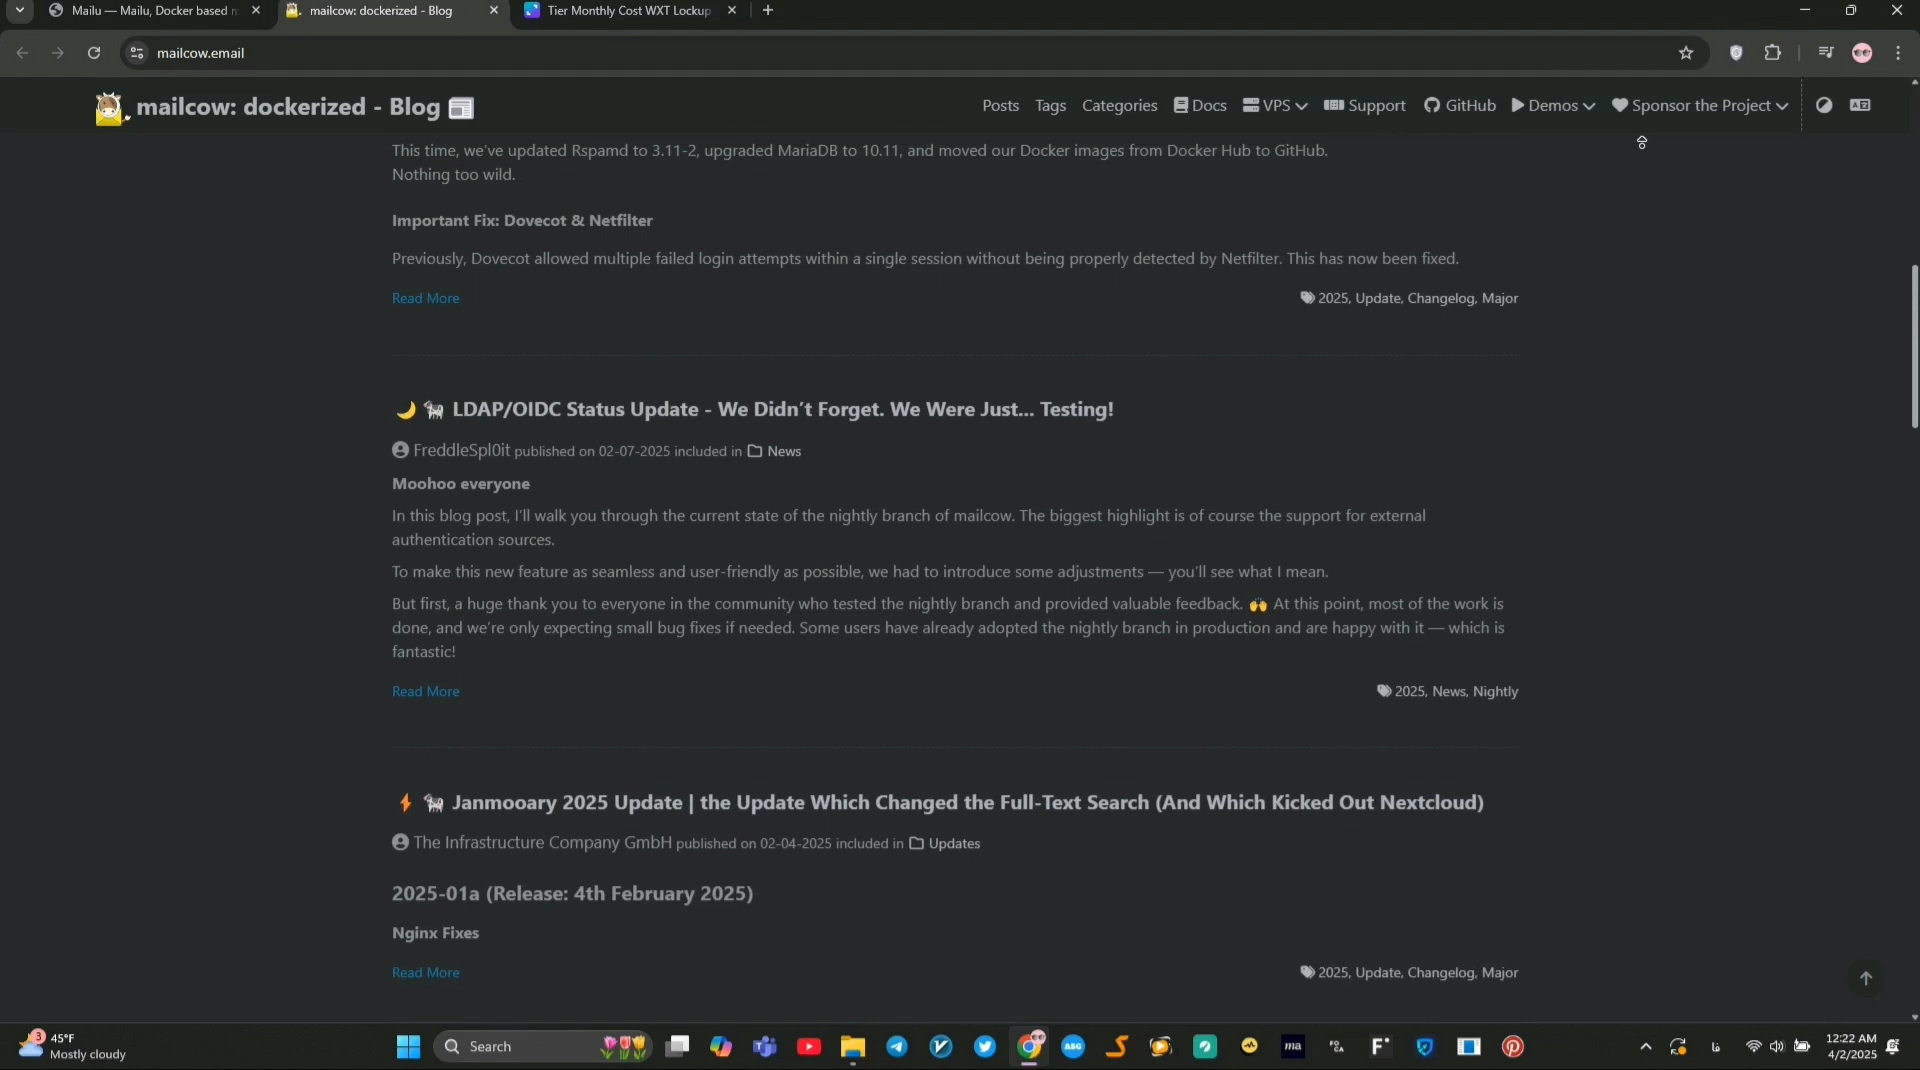 Mailu — Mailu, Docker based m
mailcow: dockerized - Blog
Tier Monthly Cost WXT Lockup
mailcow.email
mailcow: dockerized - Blog
Posts
Tags
Categories
Docs
VPS
Support
GitHub
Demos
Sponsor the Project
This time, we've updated Rspamd to 3.11-2, upgraded MariaDB to 10.11, and moved our Docker images from Docker Hub to GitHub.
Nothing too wild.
Important Fix: Dovecot & Netfilter
Previously, Dovecot allowed multiple failed login attempts within a single session without being properly detected by Netfilter. This has now been fixed.
Read More
2025, Update, Changelog, Major
LDAP/OIDC Status Update - We Didn't Forget. We Were Just... Testing!
FreddleSpl0it published on 02-07-2025 included in News
Moohoo everyone
In this blog post, I'll walk you through the current state of the nightly branch of mailcow. The biggest highlight is of course the support for external
authentication sources.
To make this new feature as seamless and user-friendly as possible, we had to introduce some adjustments — you'll see what I mean.
But first, a huge thank you to everyone in the community who tested the nightly branch and provided valuable feedback. 🙌 At this point, most of the work is
done, and we're only expecting small bug fixes if needed. Some users have already adopted the nightly branch in production and are happy with it — which is
fantastic!
Read More
2025, News, Nightly
Janmooary 2025 Update | the Update Which Changed the Full-Text Search (And Which Kicked Out Nextcloud)
The Infrastructure Company GmbH published on 02-04-2025 included in Updates
2025-01a (Release: 4th February 2025)
Nginx Fixes
Read More
2025, Update, Changelog, Major
3
45°F
Mostly cloudy
Search
ASG
ma
FO
CA
F
فا
12:22 AM
4/2/2025